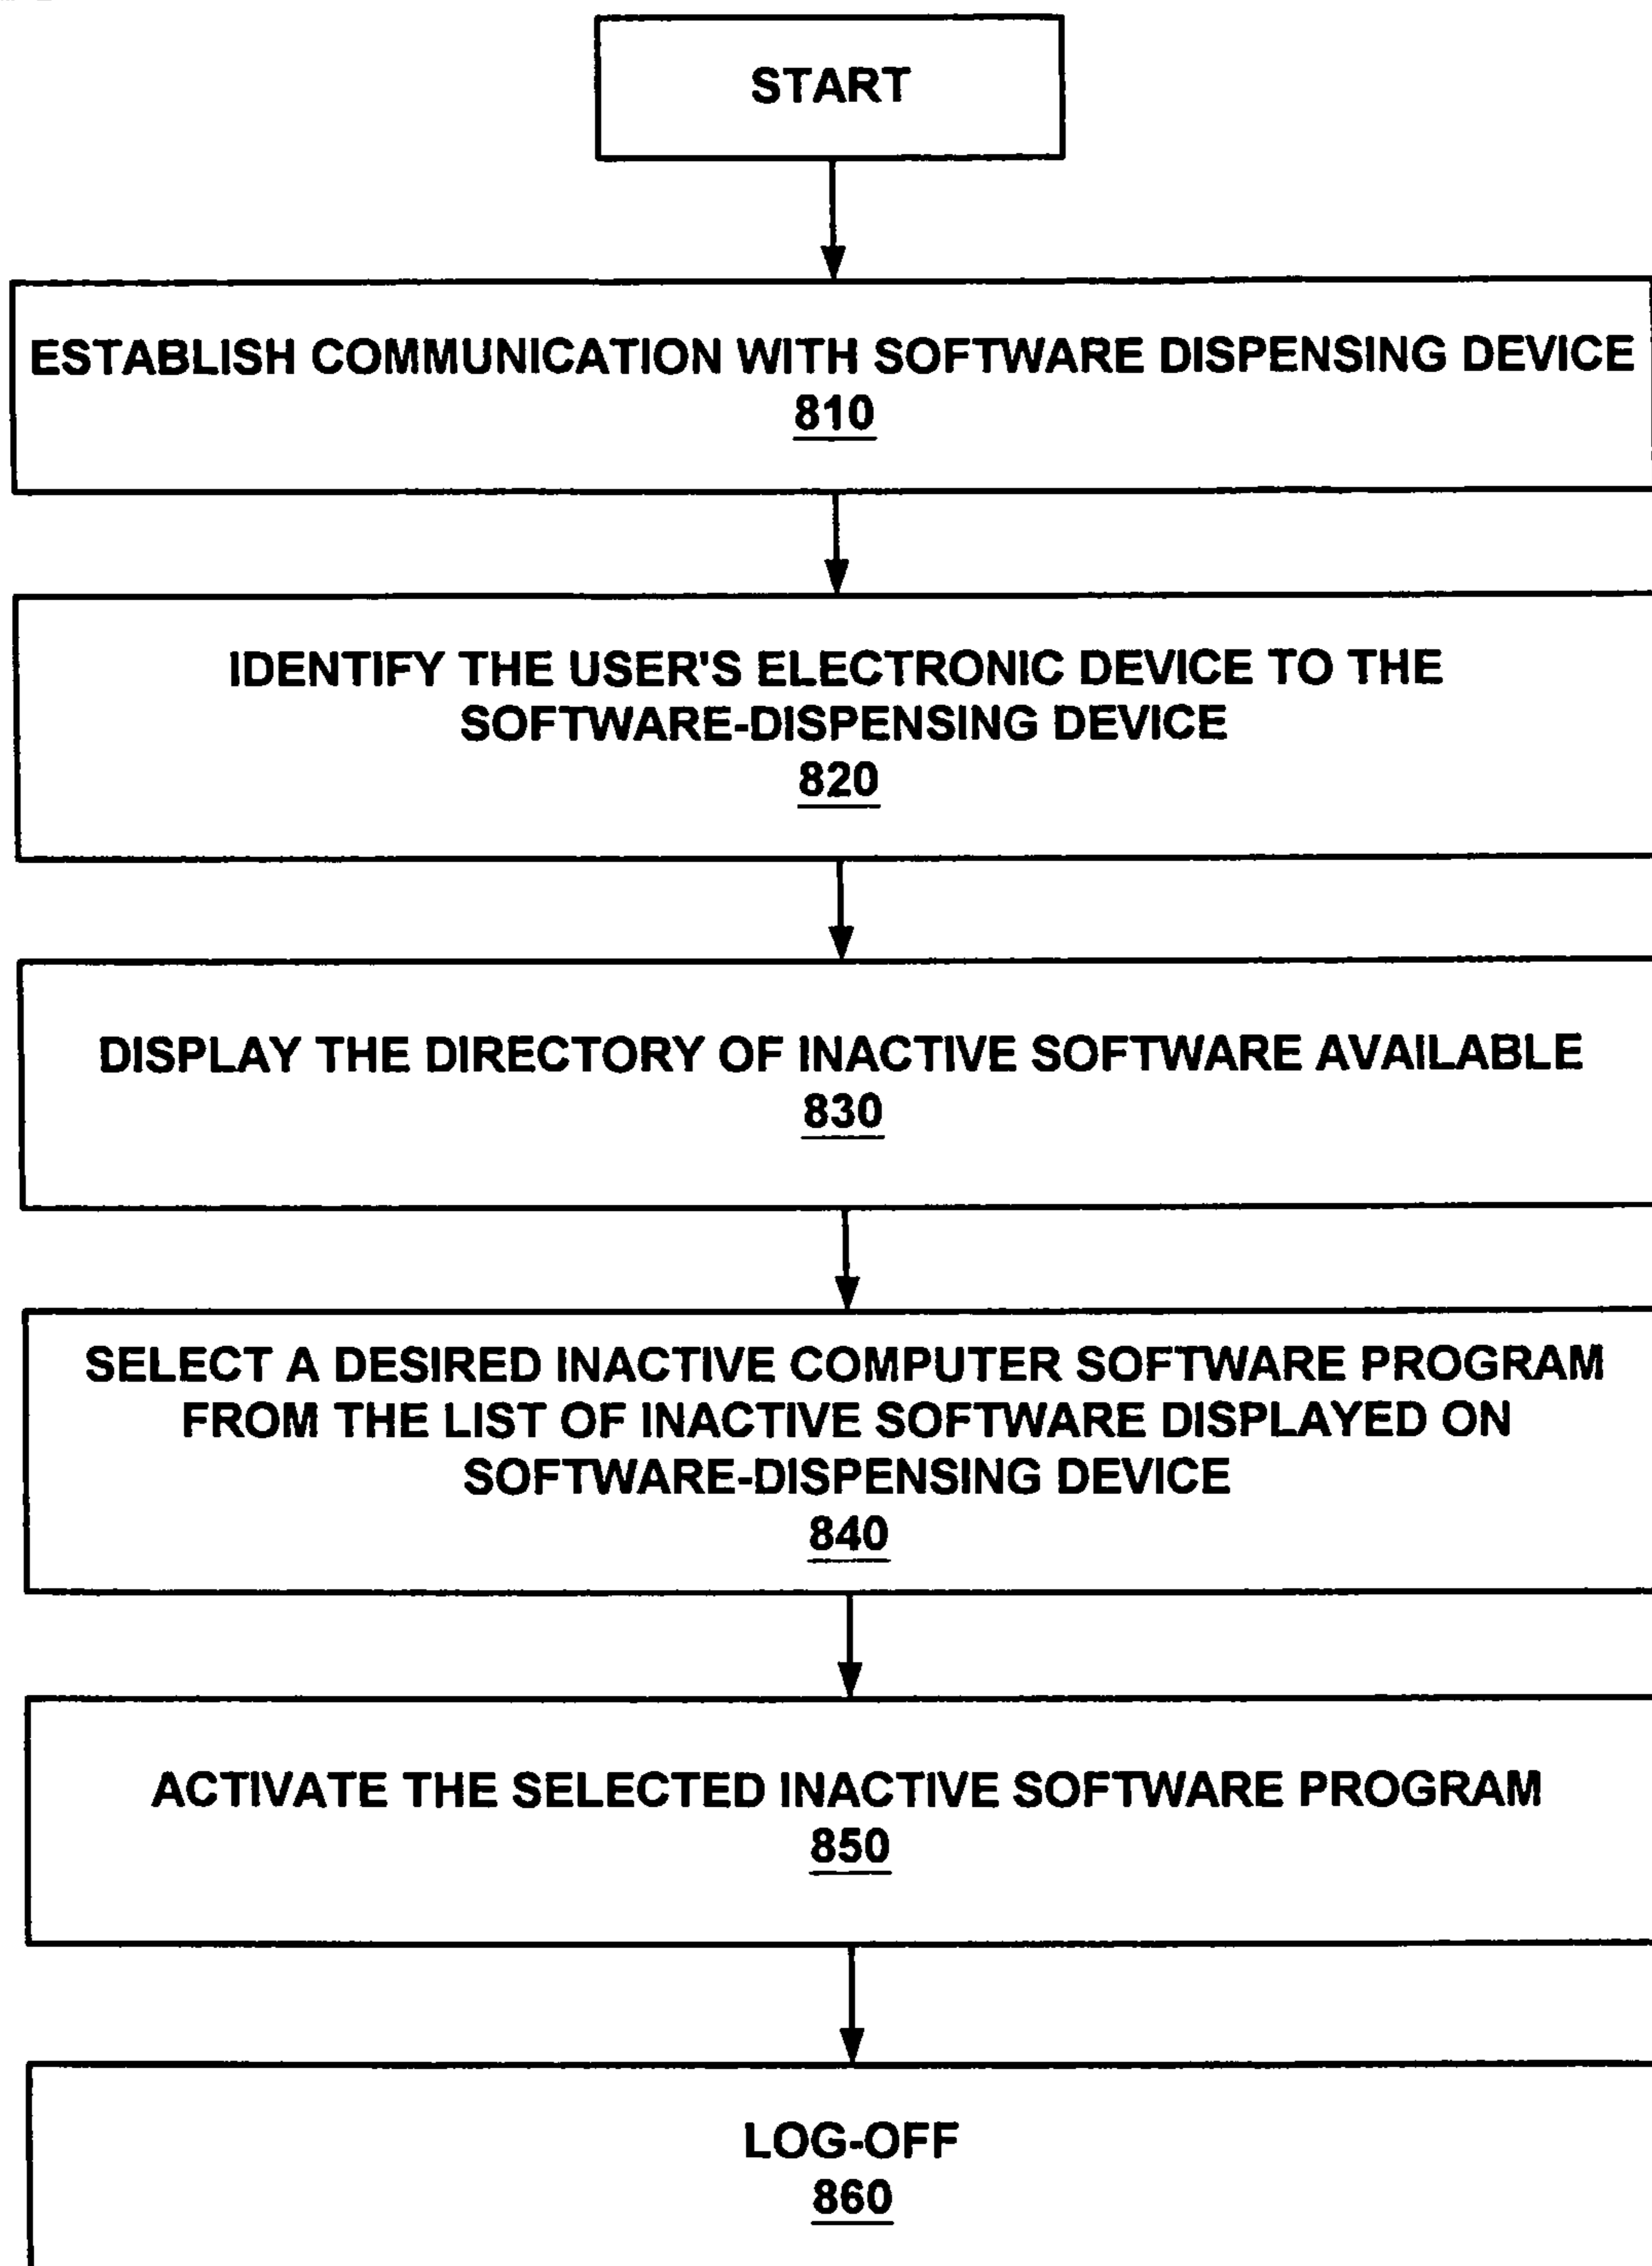 START
ESTABLISH COMMUNICATION WITH SOFTWARE DISPENSING DEVICE
810
IDENTIFY THE USER'S ELECTRONIC DEVICE TO THE
SOFTWARE-DISPENSING DEVICE
820
DISPLAY THE DIRECTORY OF INACTIVE SOFTWARE AVAILABLE
830
SELECT A DESIRED INACTIVE COMPUTER SOFTWARE PROGRAM
FROM THE LIST OF INACTIVE SOFTWARE DISPLAYED ON
SOFTWARE-DISPENSING DEVICE
840
ACTIVATE THE SELECTED INACTIVE SOFTWARE PROGRAM
850
LOG-OFF
860